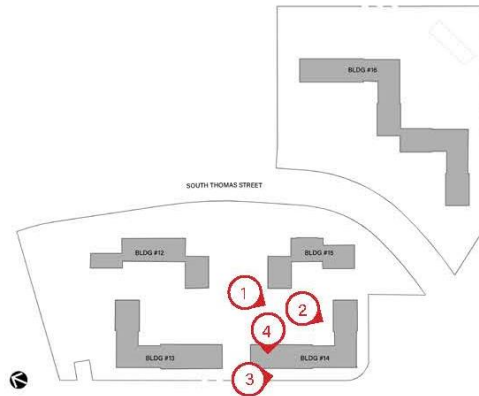 BLDG #16
SOUTH THOMAS STREET
BLDG #12
BLDG #15
1
2
4
BLDG #13
BLDG #14
3